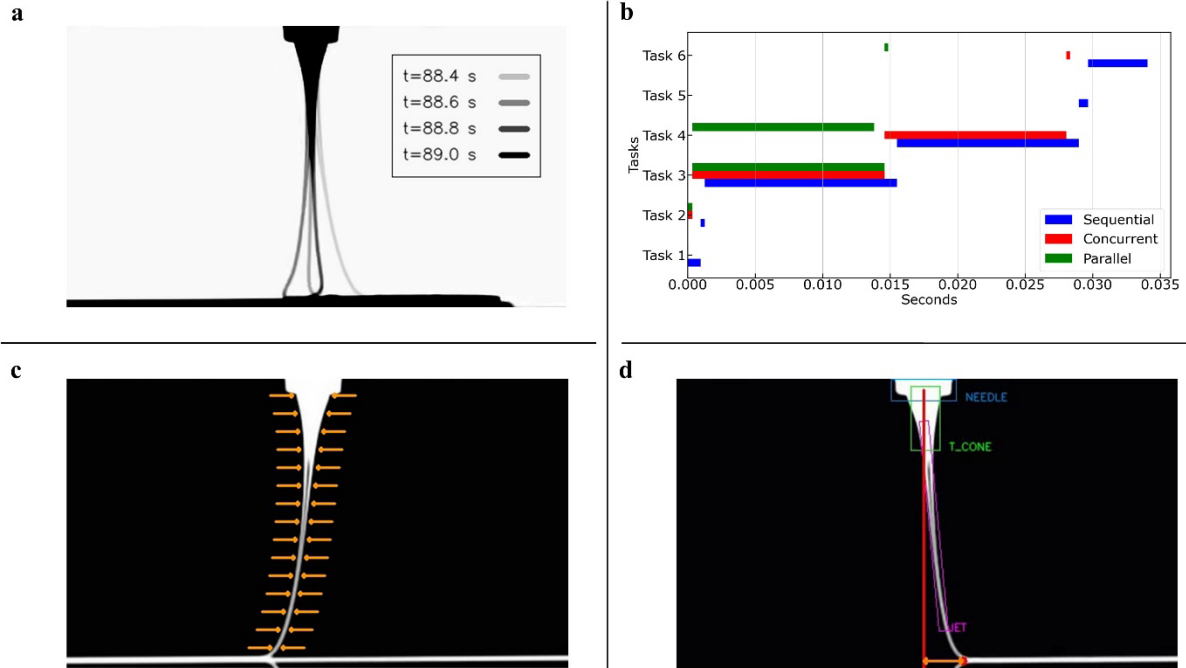 a
t=88.4 s
t=88.6 s
t=88.8 s
t=89.0 s
b
Task 6
Task 5
Task 4
Task 3
Task 2
Task 1
Tasks
Sequential
Concurrent
Parallel
0.000 0.005 0.010 0.015 0.020 0.025 0.030 0.035
Seconds
c
d
NEEDLE
T_CONE
JET